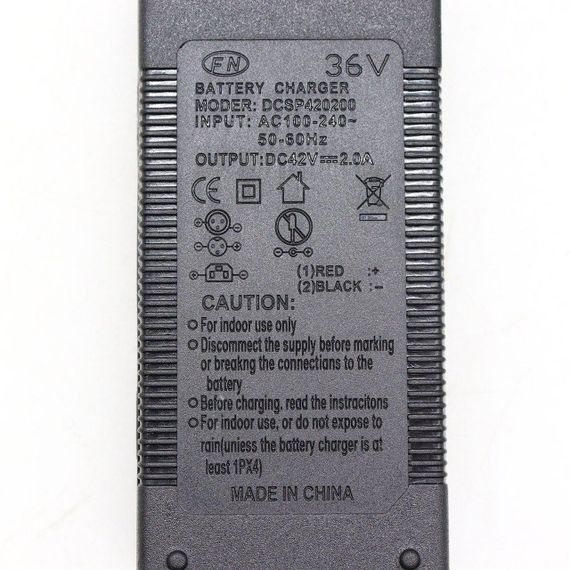 FN 36V
BATTERY CHARGER
MODER: DCSP420200
INPUT: AC100-240~
50-60Hz
OUTPUT:DC42V⎓2.0A
CE
(1)RED :+
(2)BLACK :−
CAUTION:
For indoor use only
Discommect the supply before marking
or breakng the connections to the
battery
Before charging, read the instracitons
For indoor use, or do not expose to
rain(uniess the battery charger is at
least 1PX4)
MADE IN CHINA